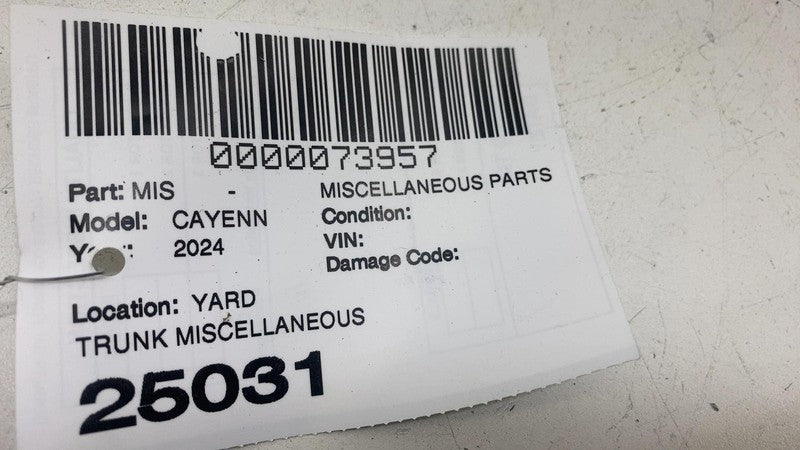 0000073957
Part: MIS - MISCELLANEOUS PARTS
Model: CAYENN Condition:
2024 VIN:
Damage Code:
Location: YARD
TRUNK MISCELLANEOUS
25031